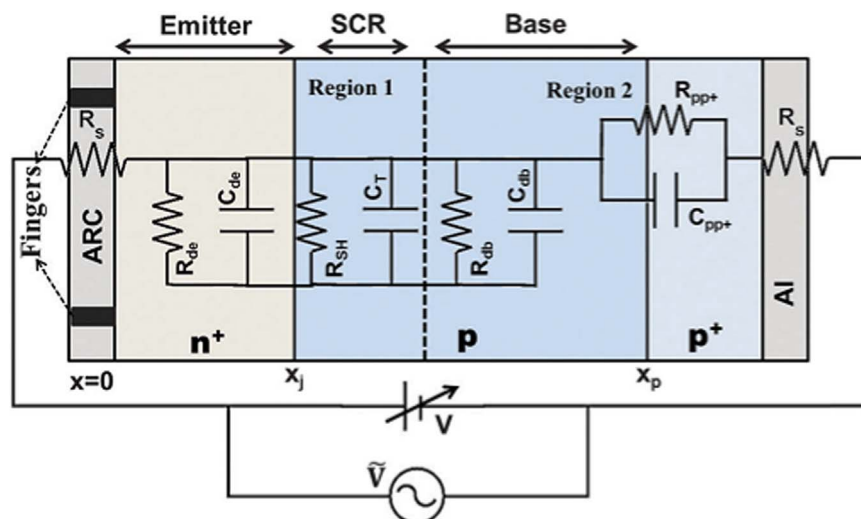 Emitter
SCR
Base
Region 1
Region 2
R_pp+
R_s
R_s
C_de
C_T
C_db
C_pp+
Fingers
ARC
R_de
R_SH
R_db
Al
n⁺
p
p⁺
x=0
x_j
x_p
V
Ṽ